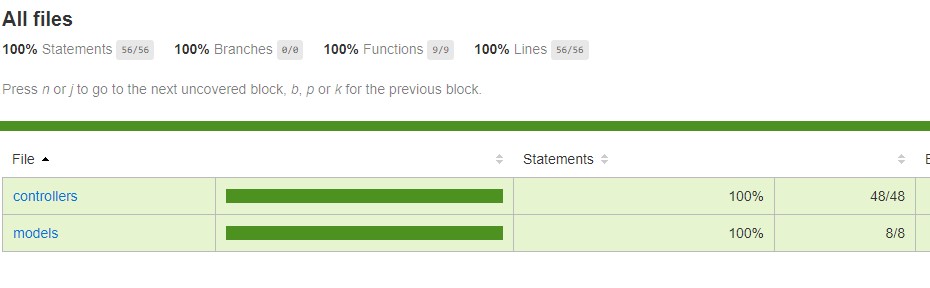 All files
100% Statements 56/56 100% Branches 0/0 100% Functions 9/9 100% Lines 56/56
Press n or j to go to the next uncovered block, b, p or k for the previous block.
File Statements
controllers 100% 48/48
models 100% 8/8